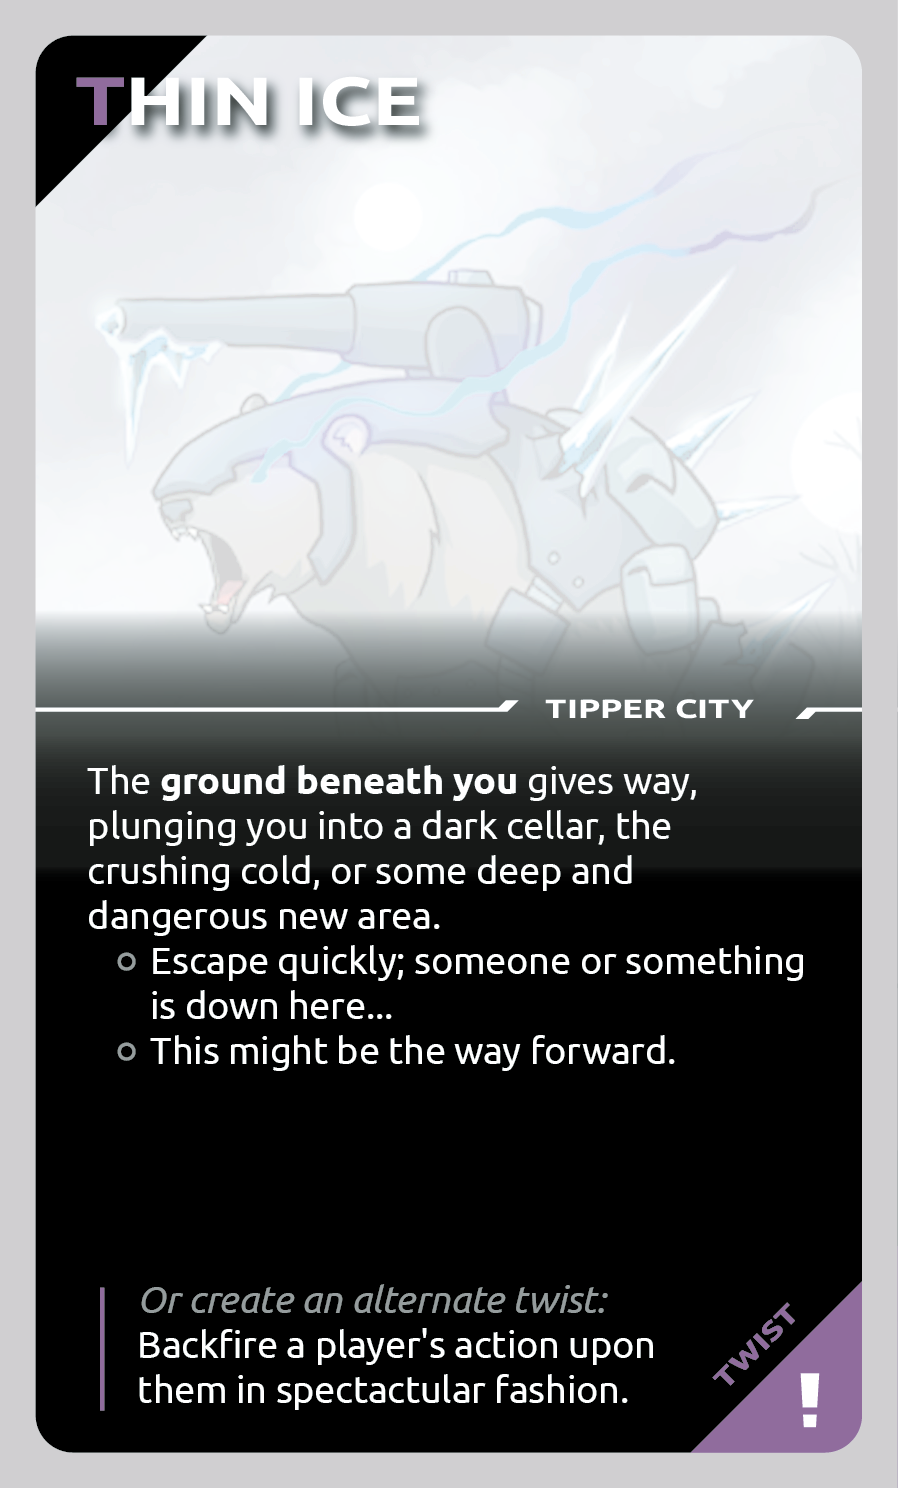 THIN ICE
TIPPER CITY
The ground beneath you gives way,
plunging you into a dark cellar, the
crushing cold, or some deep and
dangerous new area.
Escape quickly; someone or something
is down here...
This might be the way forward.
Or create an alternate twist:
Backfire a player's action upon
them in spectactular fashion.
TWIST
!